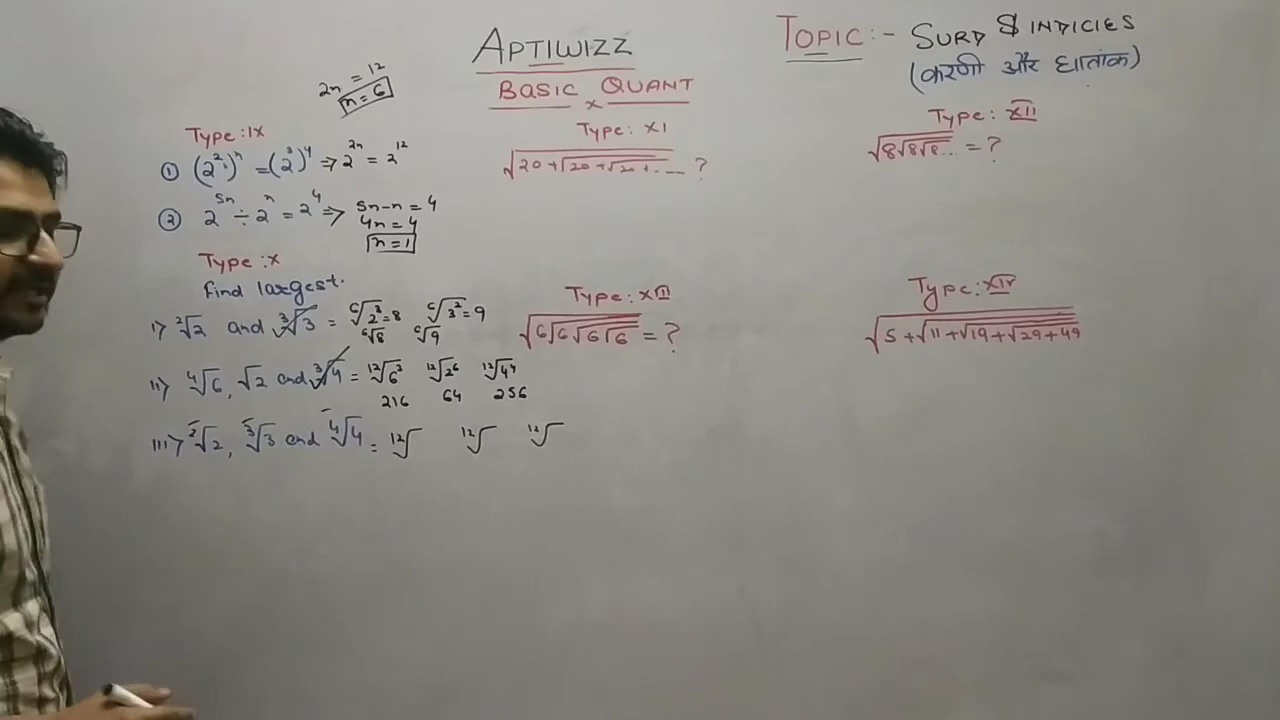 APTIWIZZ
BASIC QUANT
x
TOPIC:- SURD & INDICIES
(करणी और घातांक)
2n = 12
n = 6
Type: IX
① (2²)ⁿ = (2³)⁴ ⇒ 2²ⁿ = 2¹²
② 2⁵ⁿ ÷ 2ⁿ = 2⁴ ⇒ 5n-n = 4
4n = 4
n = 1
Type: X
Find largest.
i> ²√2 and ³√3 = ⁶√2³ = 8 ⁶√3² = 9
⁶√8 ⁶√9
ii> ⁴√6, √2 and ³√4 = ¹²√6³ ¹²√2⁶ ¹²√4⁴
216 64 256
iii> ²√2, ³√3 and ⁴√4 = ¹²√ ¹²√ ¹²√
Type: XI
√20+√20+√20+.... ?
Type: XII
√8√8√8... = ?
Type: XIII
√6√6√6√6 = ?
Type: XIV
√5+√11+√19+√29+49